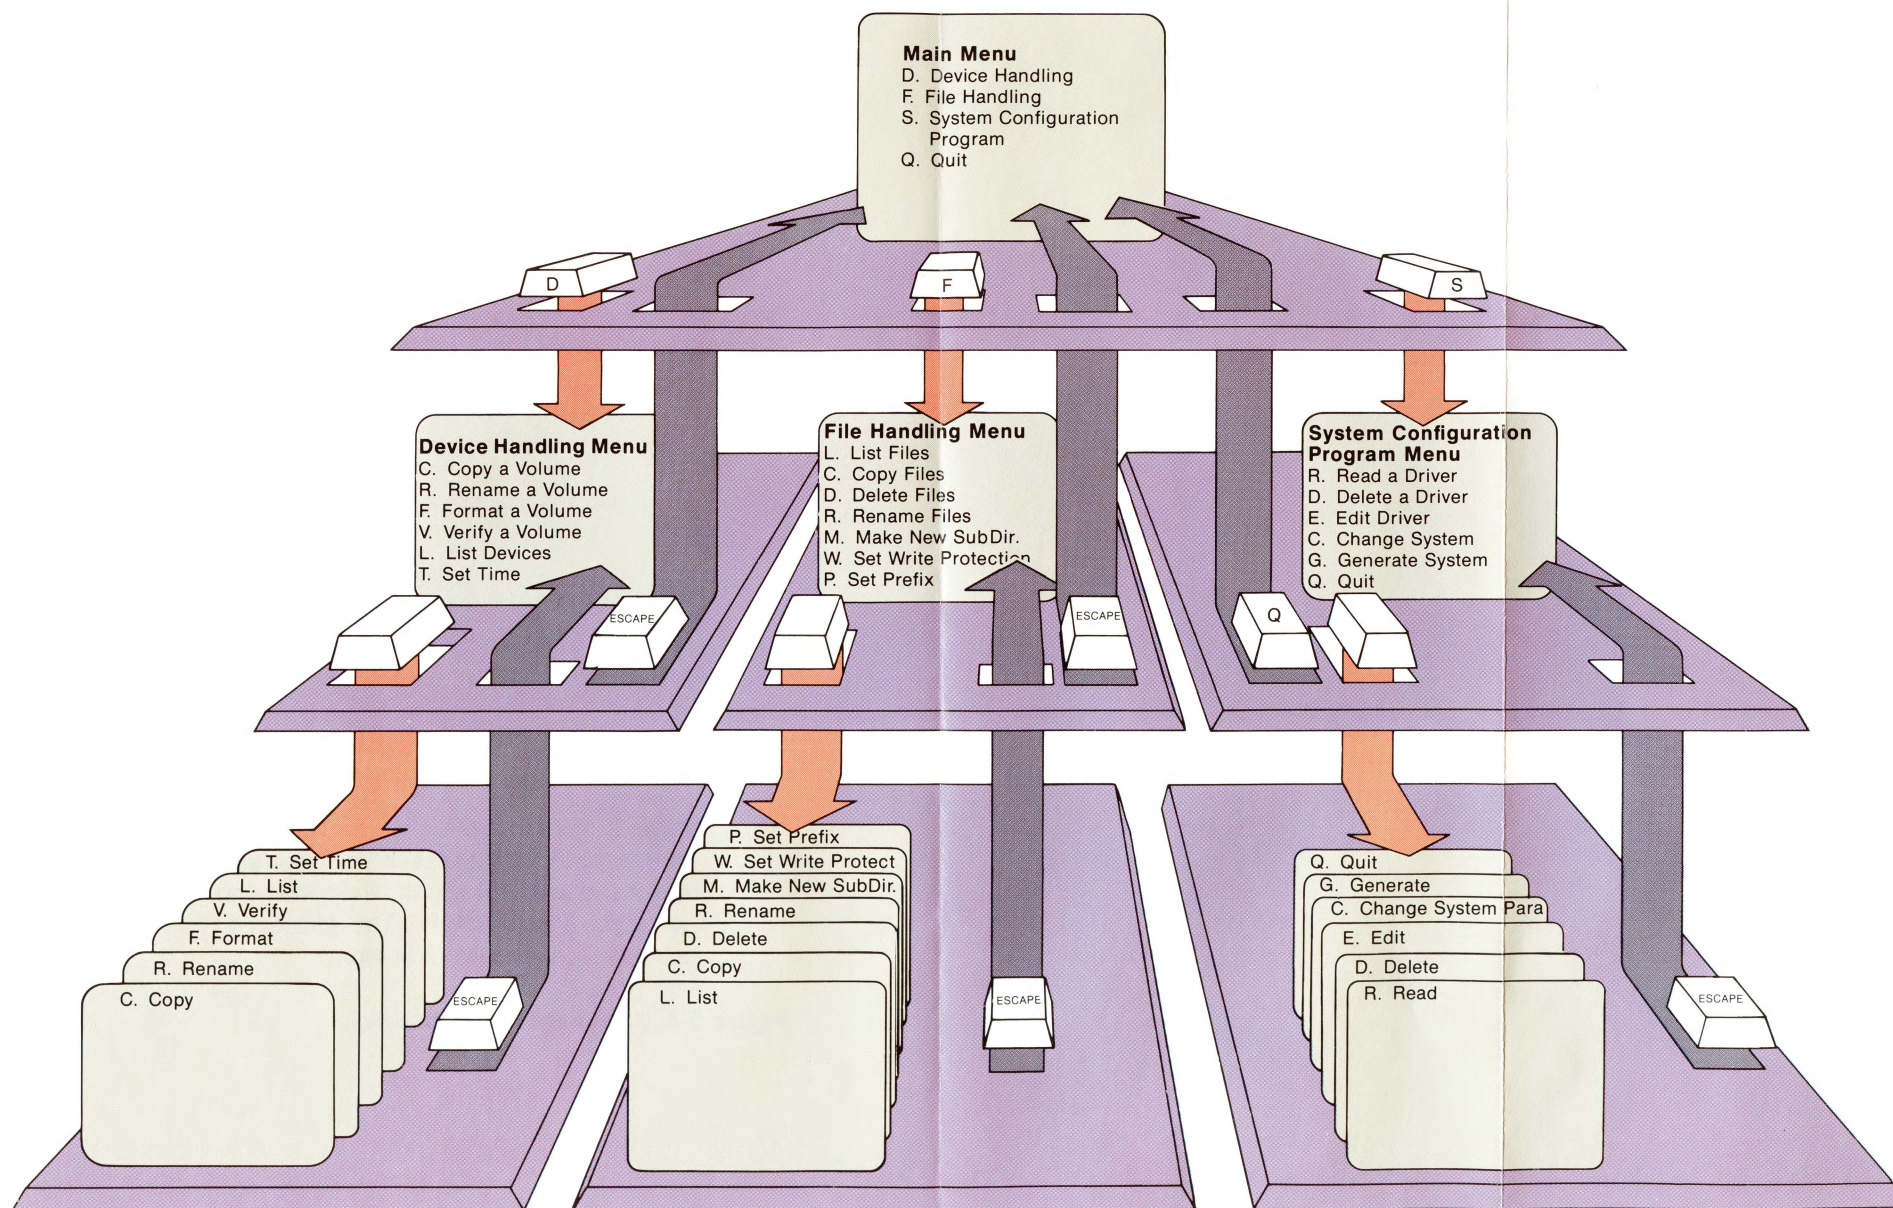 Main Menu
D. Device Handling
F. File Handling
S. System Configuration
Program
Q. Quit
D
F
S
Device Handling Menu
C. Copy a Volume
R. Rename a Volume
F. Format a Volume
V. Verify a Volume
L. List Devices
T. Set Time
ESCAPE
File Handling Menu
L. List Files
C. Copy Files
D. Delete Files
R. Rename Files
M. Make New SubDir.
W. Set Write Protection
P. Set Prefix
ESCAPE
System Configuration
Program Menu
R. Read a Driver
D. Delete a Driver
E. Edit Driver
C. Change System
G. Generate System
Q. Quit
Q
T. Set Time
L. List
V. Verify
F. Format
R. Rename
C. Copy
ESCAPE
P. Set Prefix
W. Set Write Protect
M. Make New SubDir.
R. Rename
D. Delete
C. Copy
L. List
ESCAPE
Q. Quit
G. Generate
C. Change System Para
E. Edit
D. Delete
R. Read
ESCAPE